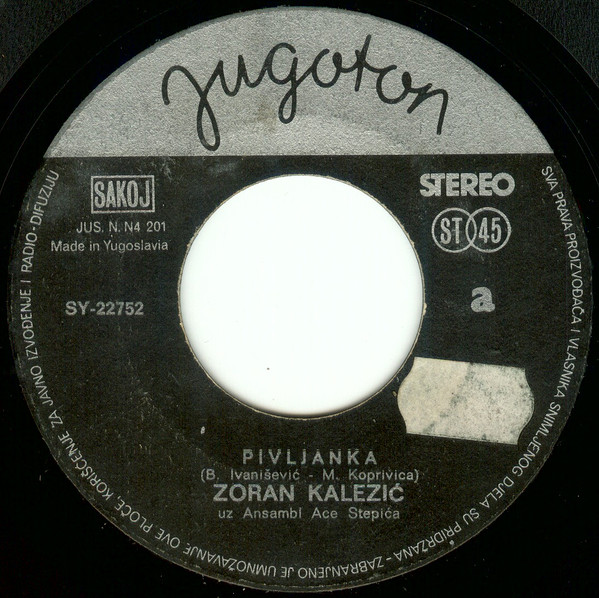 Jugoton
SAKOJ
JUS. N. N4 201
Made in Yugoslavia
STEREO
ST 45
SY-22752
a
PIVLJANKA
(B. Ivanišević - M. Koprivica)
ZORAN KALEZIĆ
uz Ansambl Ace Stepića
SVA PRAVA PROIZVOĐAČA I VLASNIKA SNIMLJENOG DJELA SU PRIDRŽANA - ZABRANJENO JE UMNOŽAVANJE OVE PLOČE, KORIŠĆENJE ZA JAVNO IZVOĐENJE I RADIO-DIFUZIJU